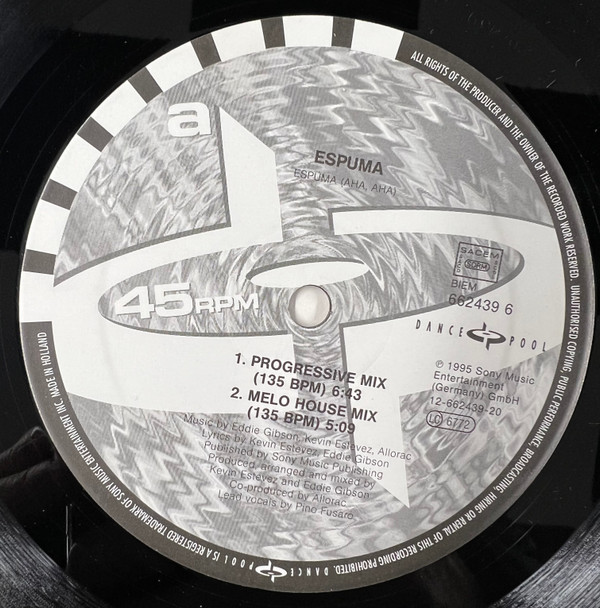 a
ESPUMA
ESPUMA (AHA, AHA)
45RPM
SACEM
SDRM
BIEM
662439 6
DANCE POOL
1. PROGRESSIVE MIX
(135 BPM) 6:43
2. MELO HOUSE MIX
(135 BPM) 5:09
℗ 1995 Sony Music
Entertainment
(Germany) GmbH
12-662439-20
LC 6772
Music by Eddie Gibson, Kevin Estevez, Allorac
Lyrics by Kevin Estevez, Eddie Gibson
Published by Sony Music Publishing
Produced, arranged and mixed by
Kevin Estevez and Eddie Gibson
Co-produced by Allorac
Lead vocals by Pino Fusaro
ALL RIGHTS OF THE PRODUCER AND THE OWNER OF THE RECORDED WORK RESERVED. UNAUTHORISED COPYING, PUBLIC PERFORMANCE, BROADCASTING, HIRING OR RENTAL OF THIS RECORDING PROHIBITED. DANCE POOL IS A REGISTERED TRADEMARK OF SONY MUSIC ENTERTAINMENT INC. MADE IN HOLLAND